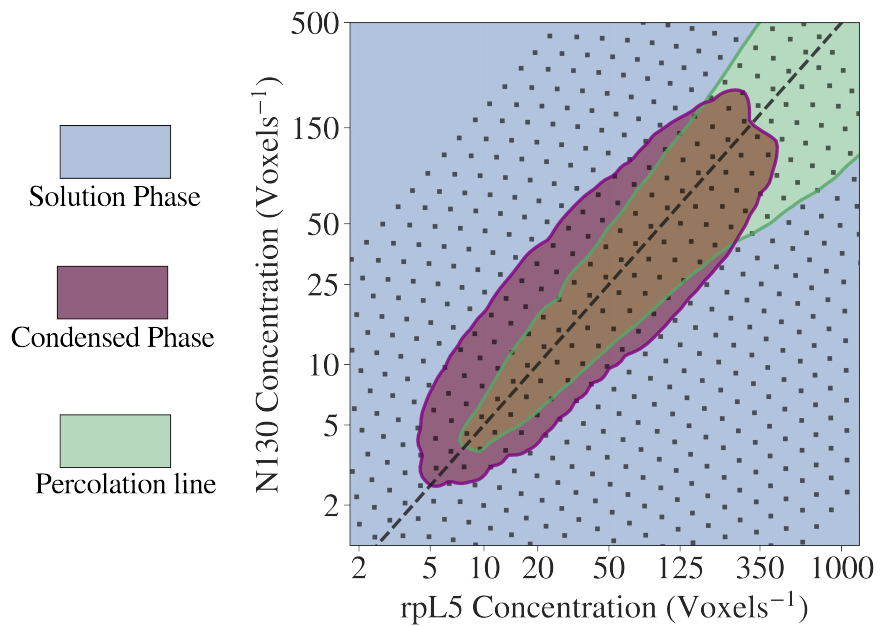 Solution Phase
Condensed Phase
Percolation line
N130 Concentration (Voxels⁻¹)
500
150
50
25
10
5
2
2 5 10 20 50 125 350 1000
rpL5 Concentration (Voxels⁻¹)